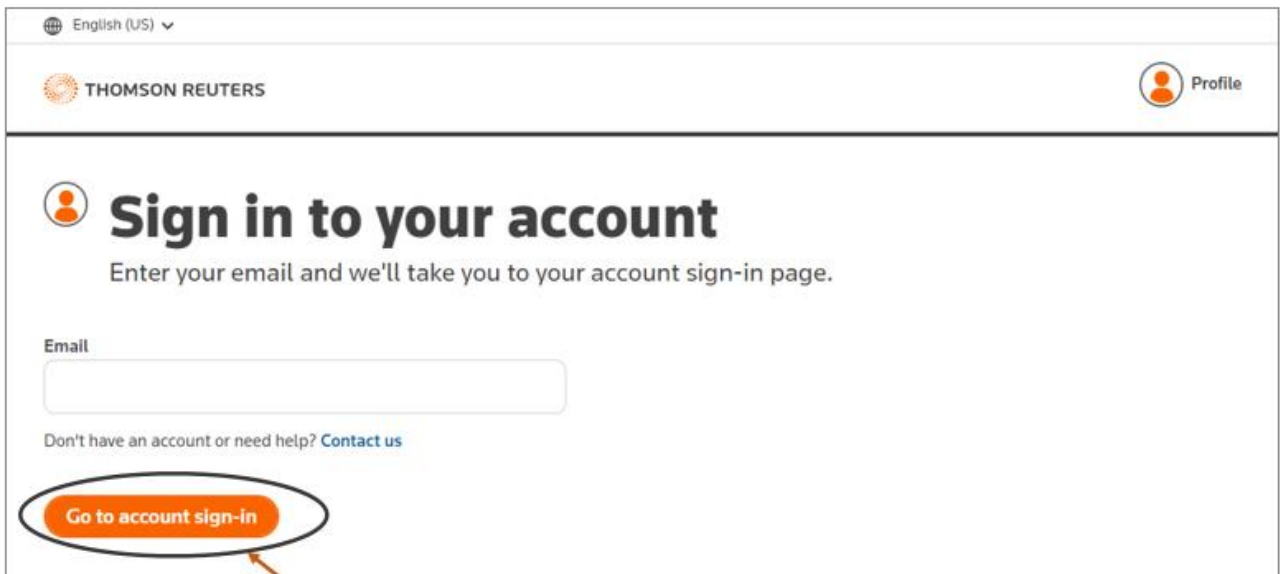 English (US)
THOMSON REUTERS
Profile
Sign in to your account
Enter your email and we'll take you to your account sign-in page.
Email
Don't have an account or need help? Contact us
Go to account sign-in